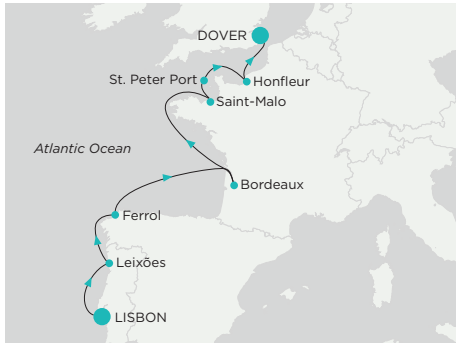 DOVER
St. Peter Port
Honfleur
Saint-Malo
Atlantic Ocean
Bordeaux
Ferrol
Leixões
LISBON